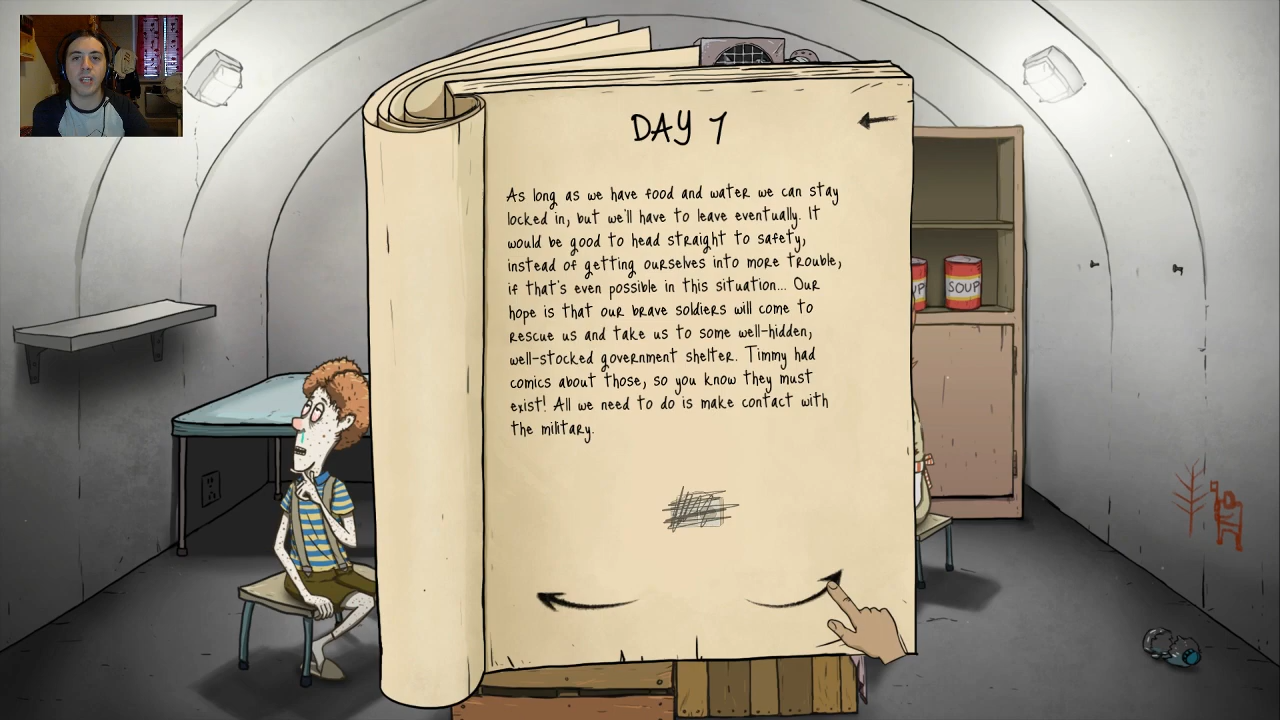 DAY 7
As long as we have food and water we can stay
locked in, but we'll have to leave eventually. It
would be good to head straight to safety,
instead of getting ourselves into more trouble,
if that's even possible in this situation... Our
hope is that our brave soldiers will come to
rescue us and take us to some well-hidden,
well-stocked government shelter. Timmy had
comics about those, so you know they must
exist! All we need to do is make contact with
the military.
UP
SOUP